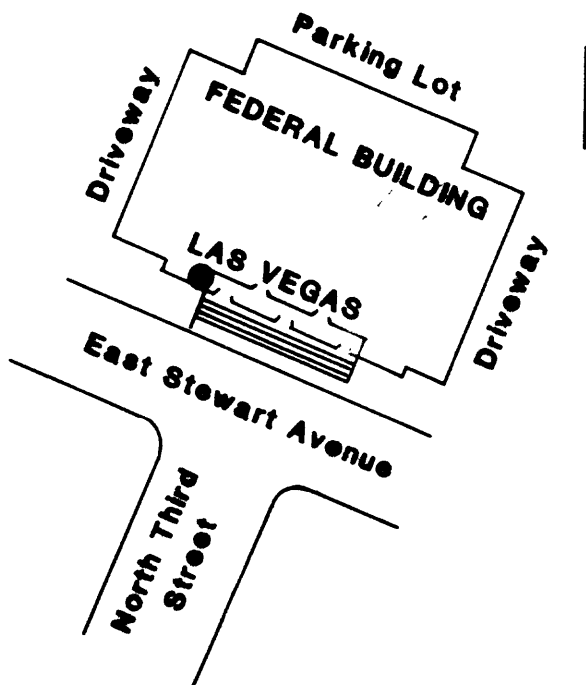 Parking Lot
FEDERAL BUILDING
Driveway
LAS VEGAS
Driveway
East Stewart Avenue
North Third
Street